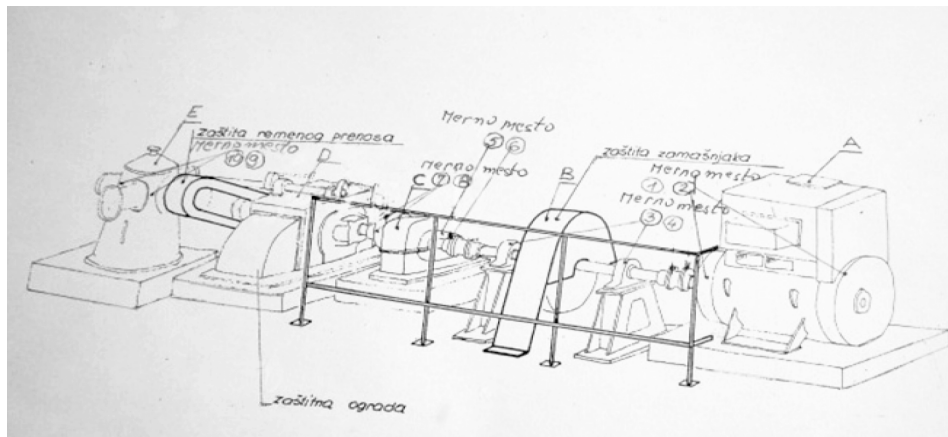 E
zaštita remenog prenosa
Merno mesto
10 9
D
Merno mesto
5 6
Merno mesto
C 7 8
zaštita zamašnjaka
B
Merno mesto
1 2
Merno mesto
3 4
A
zaštitna ograda